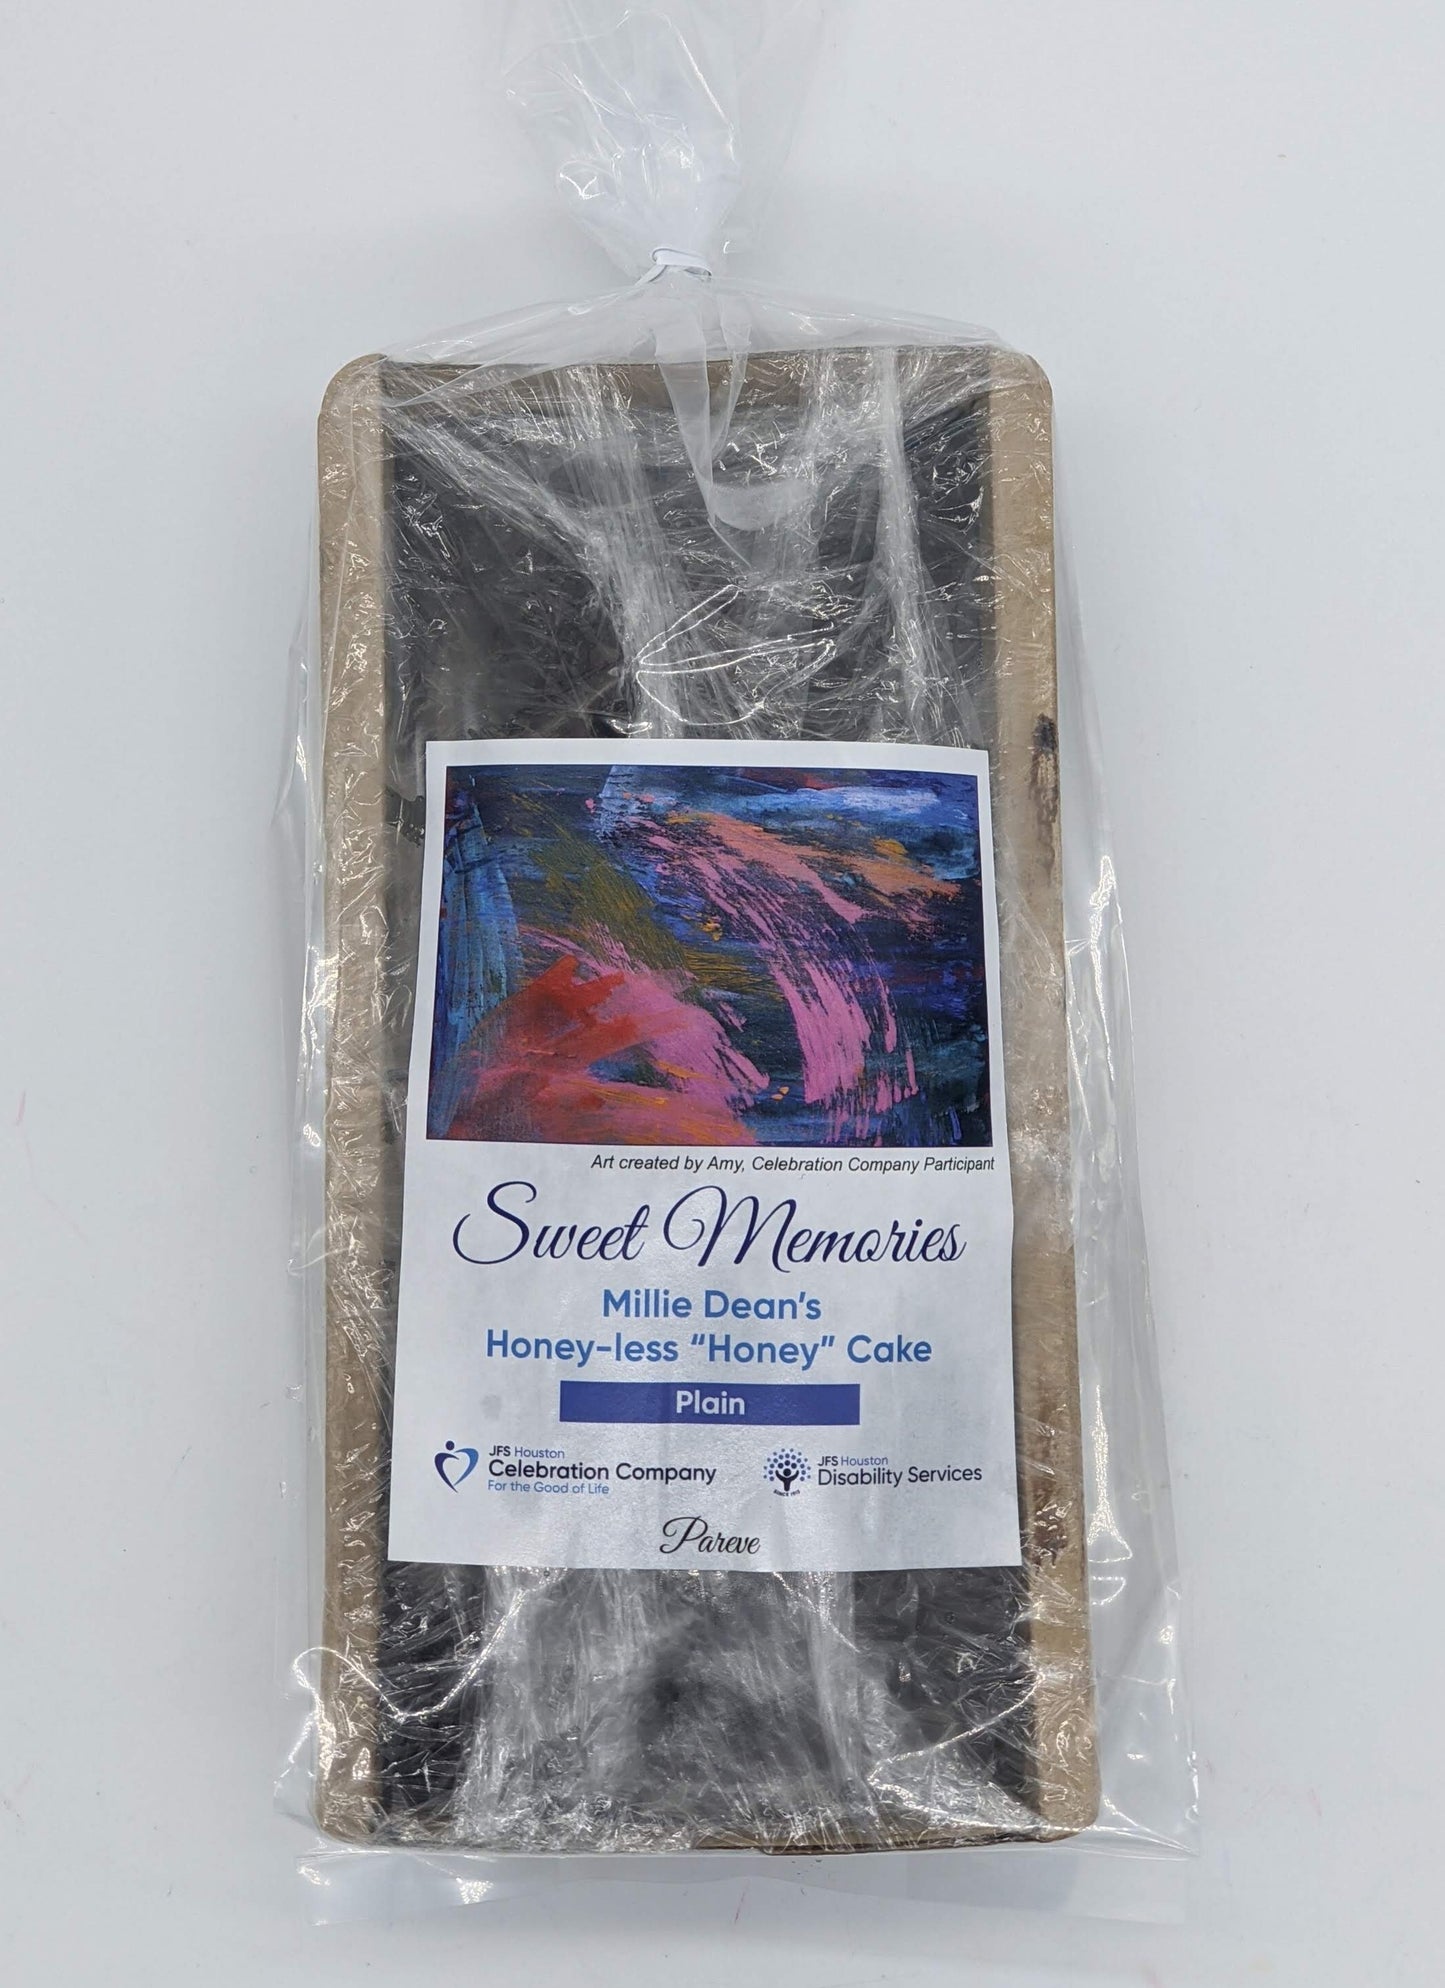 Art created by Amy, Celebration Company Participant
Sweet Memories
Millie Dean's
Honey-less “Honey” Cake
Plain
JFS Houston
Celebration Company
For the Good of Life
JFS Houston
Disability Services
Pareve